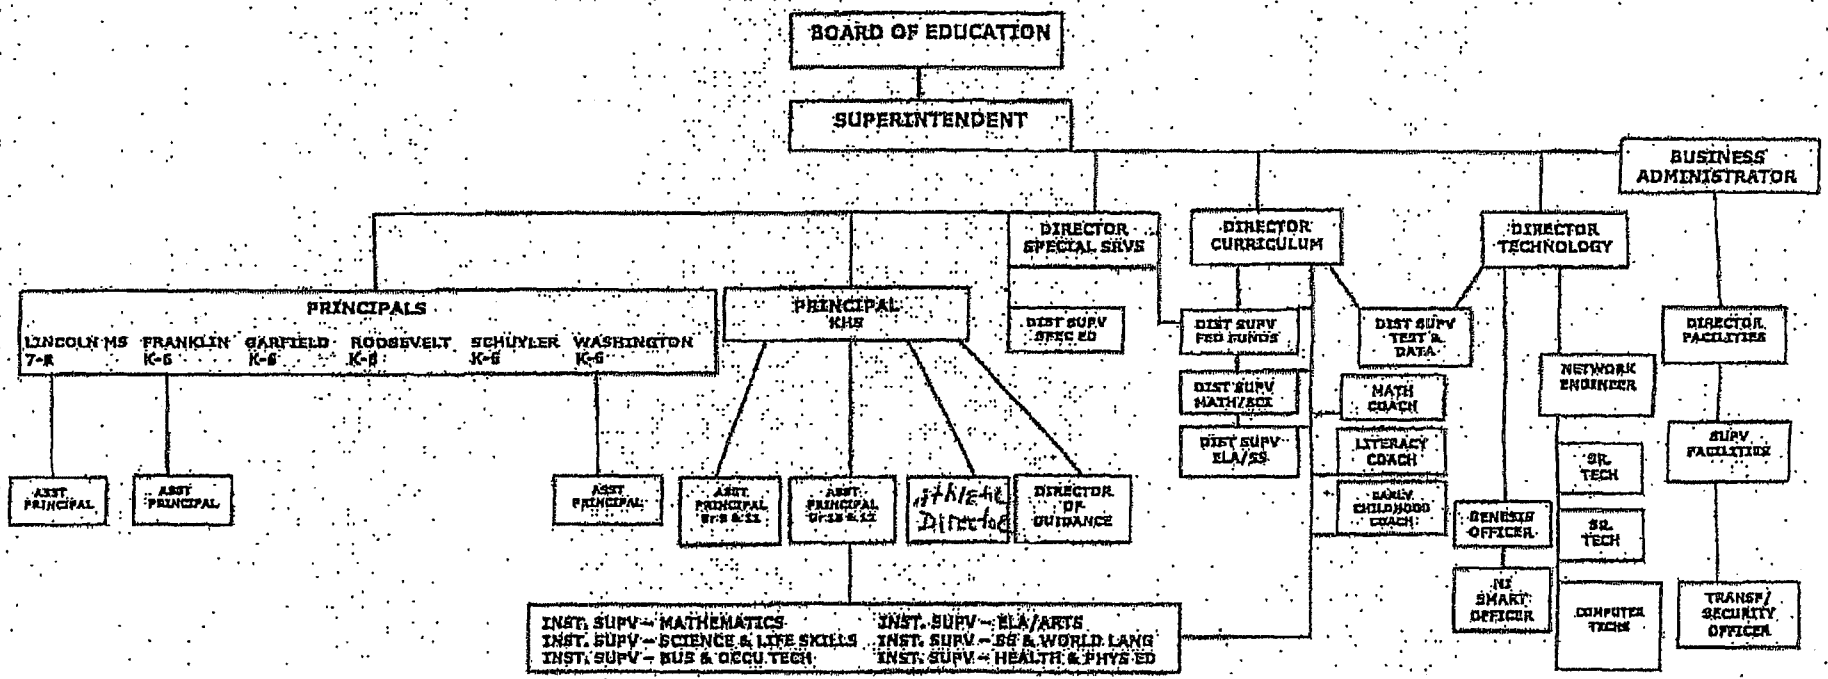 BOARD OF EDUCATION
SUPERINTENDENT
BUSINESS
ADMINISTRATOR
DIRECTOR
SPECIAL SRVS
DIRECTOR
CURRICULUM
DIRECTOR
TECHNOLOGY
PRINCIPALS
LINCOLN MS FRANKLIN GARFIELD ROOSEVELT SCHUYLER WASHINGTON
7-8 K-6 K-6 K-6 K-6 K-6
PRINCIPAL
KHS
DIST SUPV
SPEC ED
DIST SUPV
FED FUNDS
DIST SUPV
TEST &
DATA
DIRECTOR
FACILITIES
DIST SUPV
MATH/SCI
MATH
COACH
NETWORK
ENGINEER
DIST SUPV
ELA/SS
LITERACY
COACH
SR.
TECH
SUPV
FACILITIES
ASST
PRINCIPAL
ASST
PRINCIPAL
ASST
PRINCIPAL
ASST
PRINCIPAL
ASST
PRINCIPAL
Athletic
Director
DIRECTOR
OF
GUIDANCE
EARLY
CHILDHOOD
COACH
GENESIS
OFFICER
SR.
TECH
NJ
SMART
OFFICER
COMPUTER
TECHS
TRANSP/
SECURITY
OFFICER
INST. SUPV - MATHEMATICS INST. SUPV - ELA/ARTS
INST. SUPV - SCIENCE & LIFE SKILLS INST. SUPV - SS & WORLD LANG
INST. SUPV - BUS & OCCU TECH INST. SUPV - HEALTH & PHYS ED